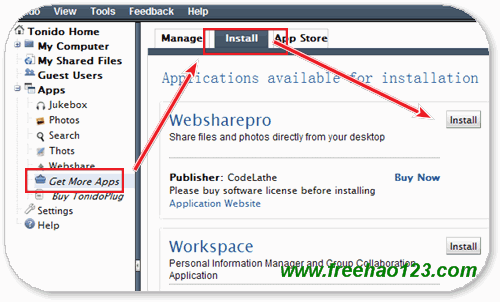 View Tools Feedback Help
Tonido Home
My Computer
My Shared Files
Guest Users
Apps
Jukebox
Photos
Search
Thots
Webshare
Get More Apps
Buy TonidoPlug
Settings
Help
Manage Install App Store
Applications available for installation
Websharepro
Install
Share files and photos directly from your desktop
Publisher: CodeLathe Buy Now
Please buy software license before installing
Application Website
Workspace
Install
Personal Information Manager and Group Collaboration
Application
www.freehao123.com